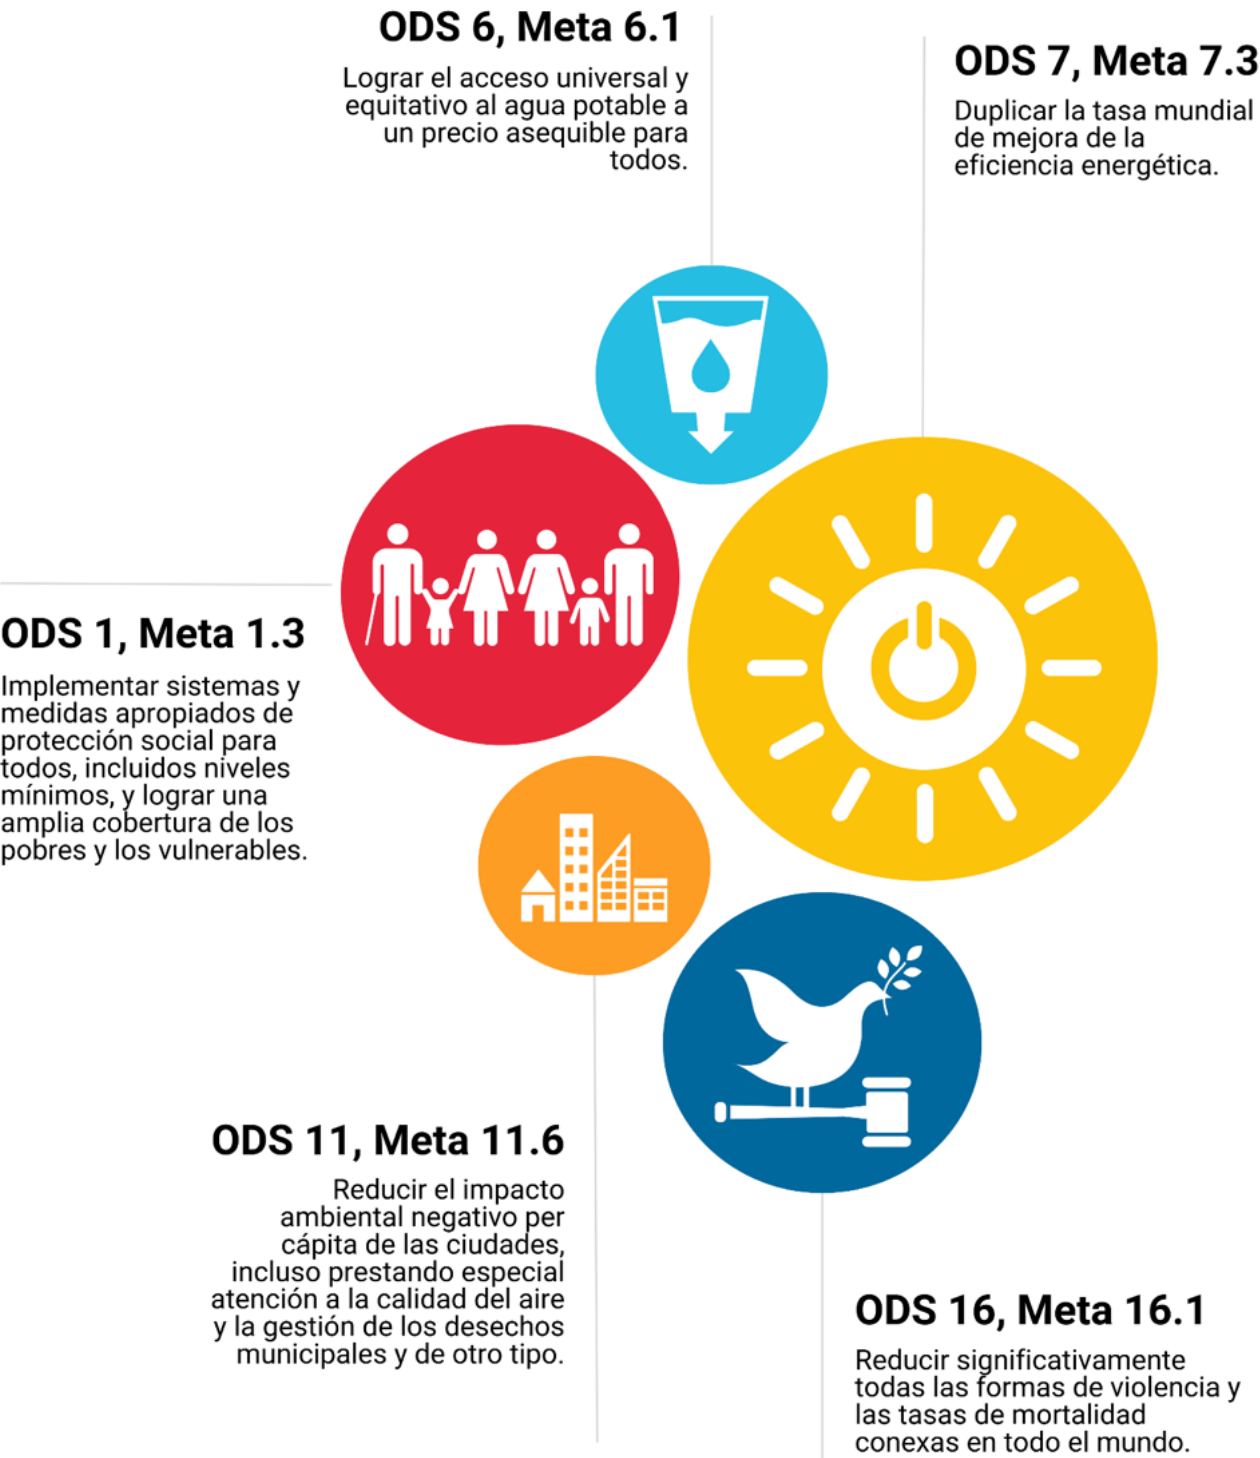 ODS 6, Meta 6.1
Lograr el acceso universal y
equitativo al agua potable a
un precio asequible para
todos.
ODS 7, Meta 7.3
Duplicar la tasa mundial
de mejora de la
eficiencia energética.
ODS 1, Meta 1.3
Implementar sistemas y
medidas apropiados de
protección social para
todos, incluidos niveles
mínimos, y lograr una
amplia cobertura de los
pobres y los vulnerables.
ODS 11, Meta 11.6
Reducir el impacto
ambiental negativo per
cápita de las ciudades,
incluso prestando especial
atención a la calidad del aire
y la gestión de los desechos
municipales y de otro tipo.
ODS 16, Meta 16.1
Reducir significativamente
todas las formas de violencia y
las tasas de mortalidad
conexas en todo el mundo.